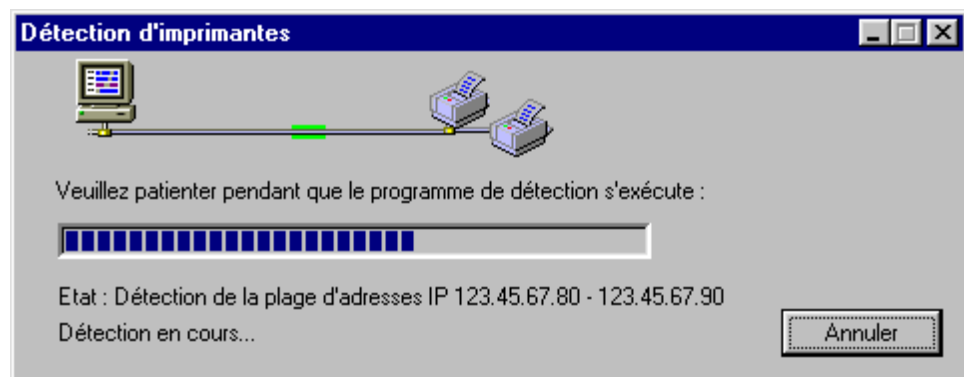 Détection d'imprimantes
Veuillez patienter pendant que le programme de détection s'exécute :
Etat : Détection de la plage d'adresses IP 123.45.67.80 - 123.45.67.90
Détection en cours...
Annuler